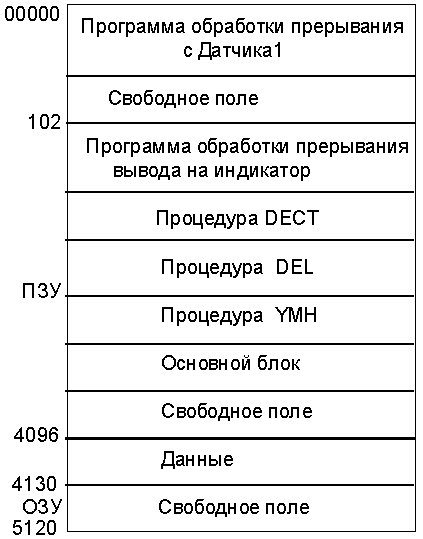 00000
Программа обработки прерывания
с Датчика1
Свободное поле
102
Программа обработки прерывания
вывода на индикатор
Процедура DECT
Процедура DEL
ПЗУ
Процедура YMH
Основной блок
Свободное поле
4096
Данные
4130
ОЗУ Свободное поле
5120